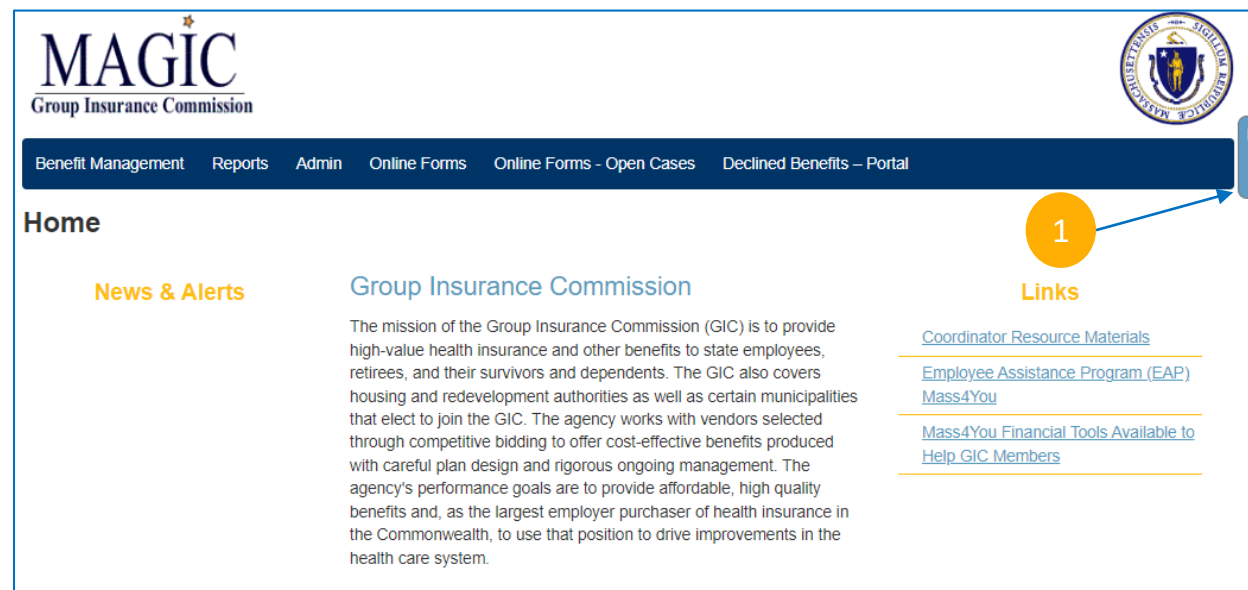 MAGIC
Group Insurance Commission
SIGILLUM REIPUBLICÆ MASSACHUSETTENSIS
Benefit Management Reports Admin Online Forms Online Forms - Open Cases Declined Benefits – Portal
Home
1
News & Alerts
Group Insurance Commission
The mission of the Group Insurance Commission (GIC) is to provide
high-value health insurance and other benefits to state employees,
retirees, and their survivors and dependents. The GIC also covers
housing and redevelopment authorities as well as certain municipalities
that elect to join the GIC. The agency works with vendors selected
through competitive bidding to offer cost-effective benefits produced
with careful plan design and rigorous ongoing management. The
agency's performance goals are to provide affordable, high quality
benefits and, as the largest employer purchaser of health insurance in
the Commonwealth, to use that position to drive improvements in the
health care system.
Links
Coordinator Resource Materials
Employee Assistance Program (EAP)
Mass4You
Mass4You Financial Tools Available to
Help GIC Members